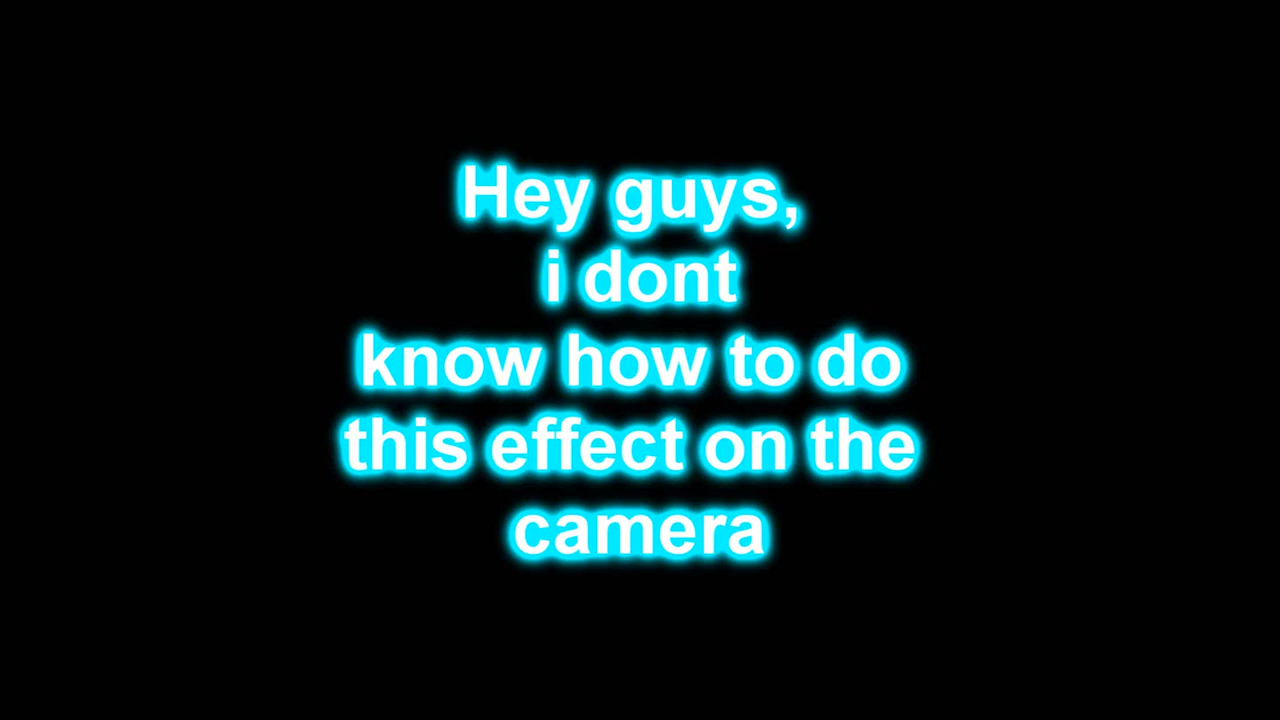 Hey guys,
i dont
know how to do
this effect on the
camera